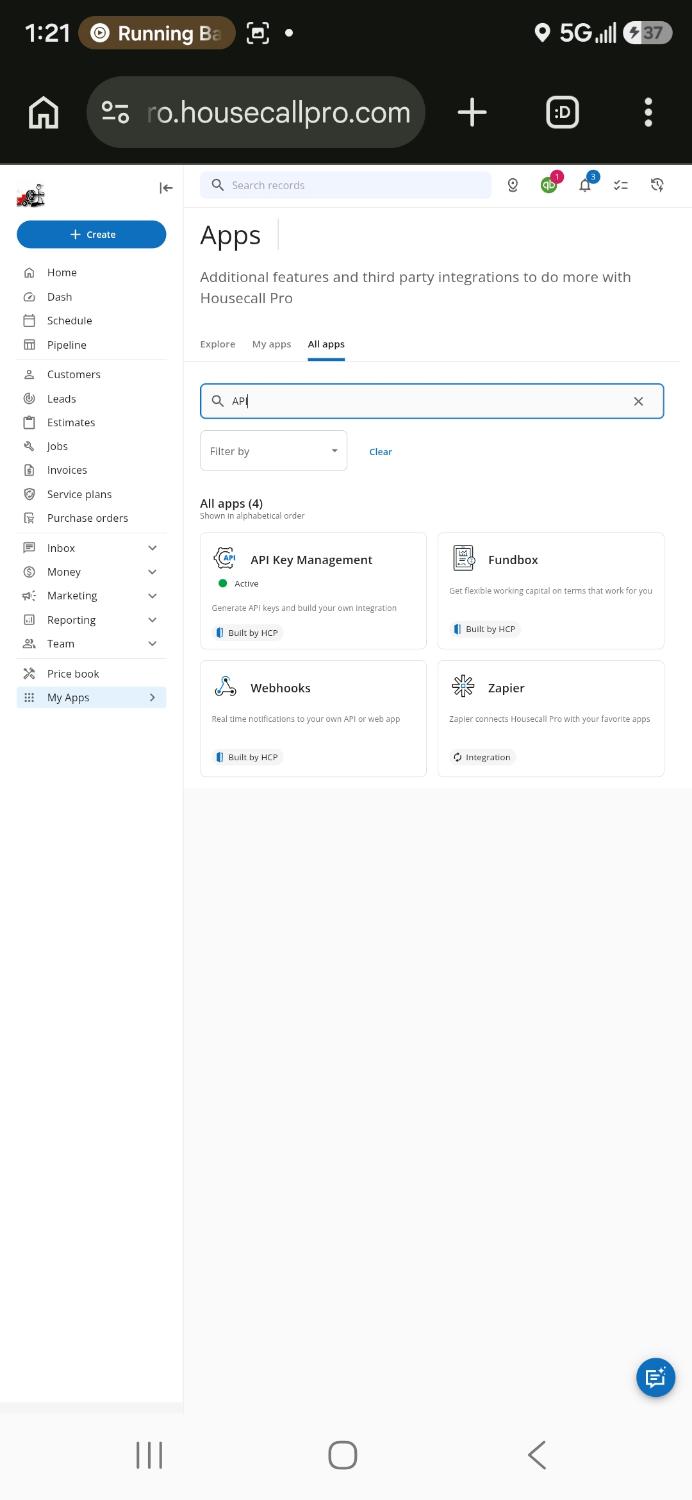 1:21
Running Ba
5G
37
ro.housecallpro.com
:D
Search records
1
3
Create
Home
Dash
Schedule
Pipeline
Customers
Leads
Estimates
Jobs
Invoices
Service plans
Purchase orders
Inbox
Money
Marketing
Reporting
Team
Price book
My Apps
Apps
Additional features and third party integrations to do more with
Housecall Pro
Explore My apps All apps
API
Filter by
Clear
All apps (4)
Shown in alphabetical order
API
API Key Management
Active
Generate API keys and build your own integration
Built by HCP
Fundbox
Get flexible working capital on terms that work for you
Built by HCP
Webhooks
Real time notifications to your own API or web app
Built by HCP
Zapier
Zapier connects Housecall Pro with your favorite apps
Integration